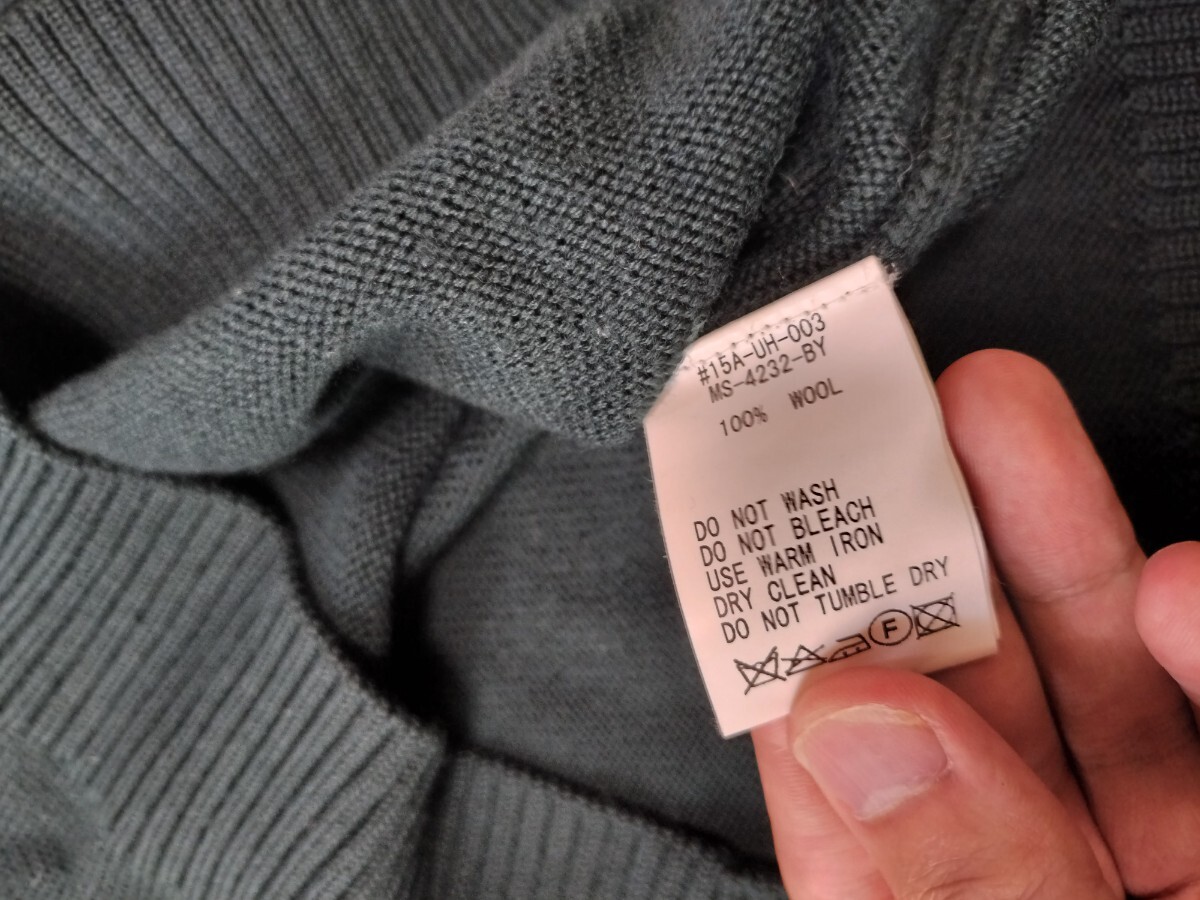 #15A-UH-003
MS-4232-BY
100% WOOL
DO NOT WASH
DO NOT BLEACH
USE WARM IRON
DRY CLEAN
DO NOT TUMBLE DRY
F